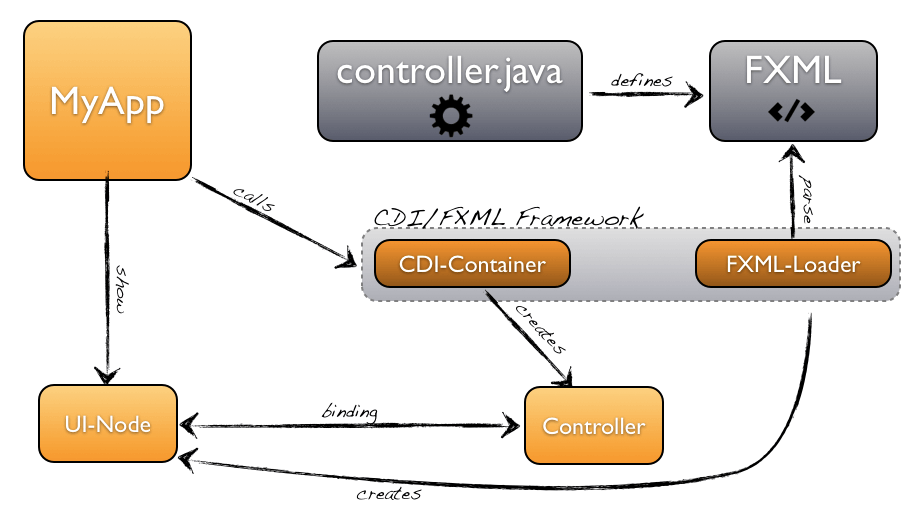 MyApp
controller.java
defines
FXML
</>
calls
parse
CDI/FXML Framework
CDI-Container
FXML-Loader
show
creates
UI-Node
binding
Controller
creates